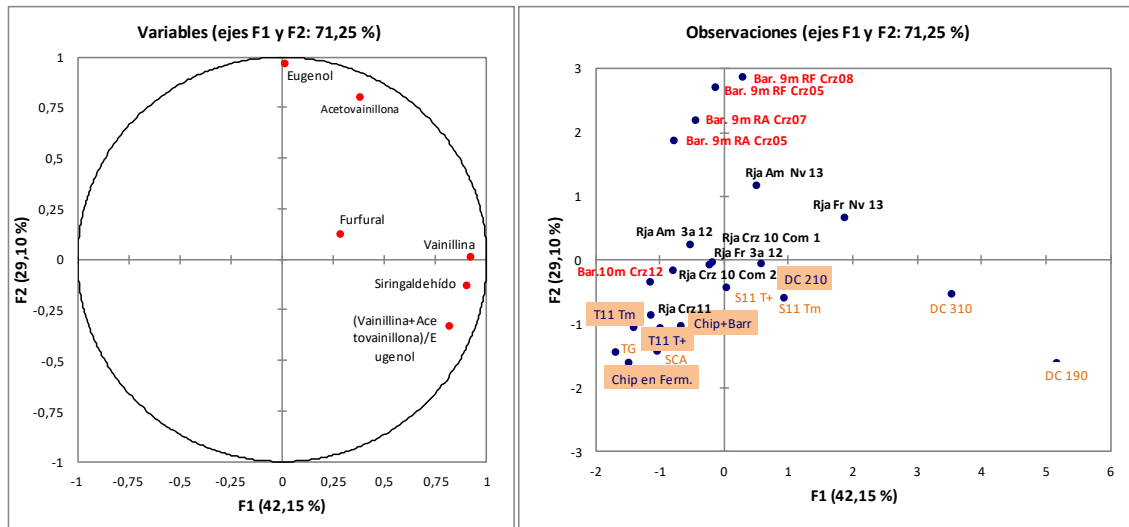 Variables (ejes F1 y F2: 71,25 %)
Eugenol
Acetovainillona
Furfural
Vainillina
Siringaldehído
(Vainillina+Ace
tovainillona)/E
ugenol
1
0,75
0,5
0,25
0
-0,25
-0,5
-0,75
-1
-1
-0,75
-0,5
-0,25
0
0,25
0,5
0,75
1
F2 (29,10 %)
F1 (42,15 %)
Observaciones (ejes F1 y F2: 71,25 %)
Bar. 9m RF Crz08
Bar. 9m RF Crz05
Bar. 9m RA Crz07
Bar. 9m RA Crz05
Rja Am Nv 13
Rja Fr Nv 13
Rja Am 3a 12
Rja Crz 10 Com 1
Rja Fr 3a 12
Bar.10m Crz12
Rja Crz 10 Com 2
DC 210
S11 T+
S11 Tm
DC 310
Rja Crz11
T11 Tm
Chip+Barr
T11 T+
TG
SCA
Chip en Ferm.
DC 190
3
2
1
0
-1
-2
-3
-2
-1
0
1
2
3
4
5
6
F2 (29,10 %)
F1 (42,15 %)